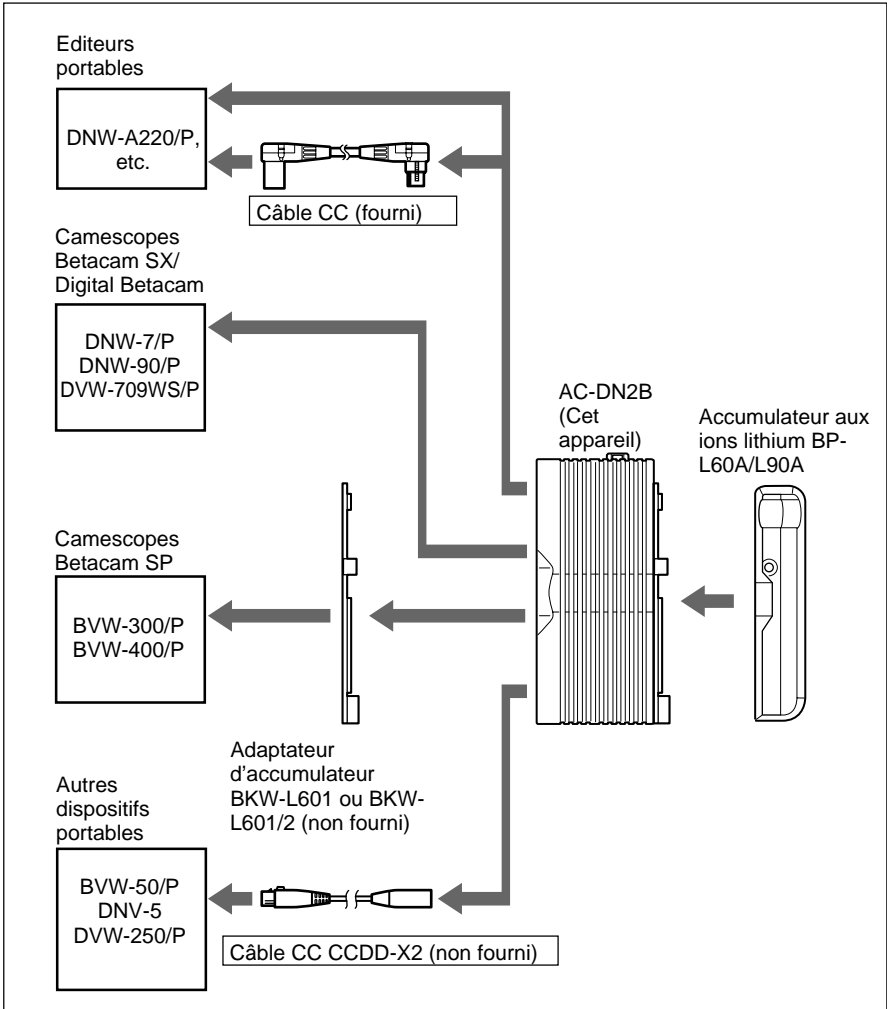 Editeurs
portables
DNW-A220/P,
etc.
Câble CC (fourni)
Camescopes
Betacam SX/
Digital Betacam
DNW-7/P
DNW-90/P
DVW-709WS/P
AC-DN2B
(Cet
appareil)
Accumulateur aux
ions lithium BP-
L60A/L90A
Camescopes
Betacam SP
BVW-300/P
BVW-400/P
Adaptateur
d'accumulateur
BKW-L601 ou BKW-
L601/2 (non fourni)
Autres
dispositifs
portables
BVW-50/P
DNV-5
DVW-250/P
Câble CC CCDD-X2 (non fourni)